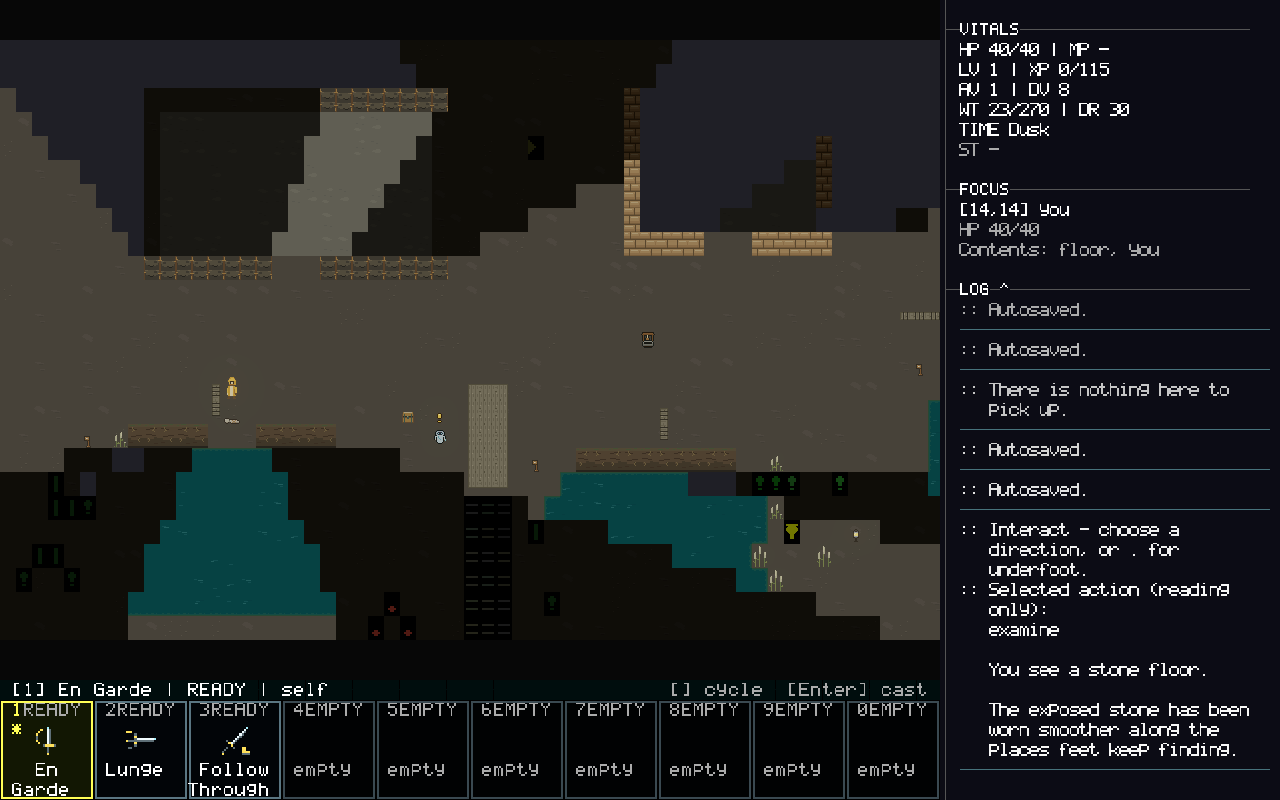 VITALS
HP 40/40 | MP -
LV 1 | XP 0/115
AV 1 | DV 8
WT 23/270 | DR 30
TIME Dusk
ST -
FOCUS
[14,14] You
HP 40/40
Contents: floor, You
LOG ^
:: Autosaved.
:: Autosaved.
:: There is nothing here to
Pick up.
:: Autosaved.
:: Autosaved.
:: Interact - choose a
direction, or . for
underfoot.
:: Selected action (reading
only):
examine
You see a stone floor.
The exposed stone has been
worn smoother along the
Places feet keep finding.
[1] En Garde | READY | self
[] cycle [Enter] cast
1READY 2READY 3READY 4EMPTY 5EMPTY 6EMPTY 7EMPTY 8EMPTY 9EMPTY 0EMPTY
*
En Lunge Follow empty empty empty empty empty empty empty
Garde Through